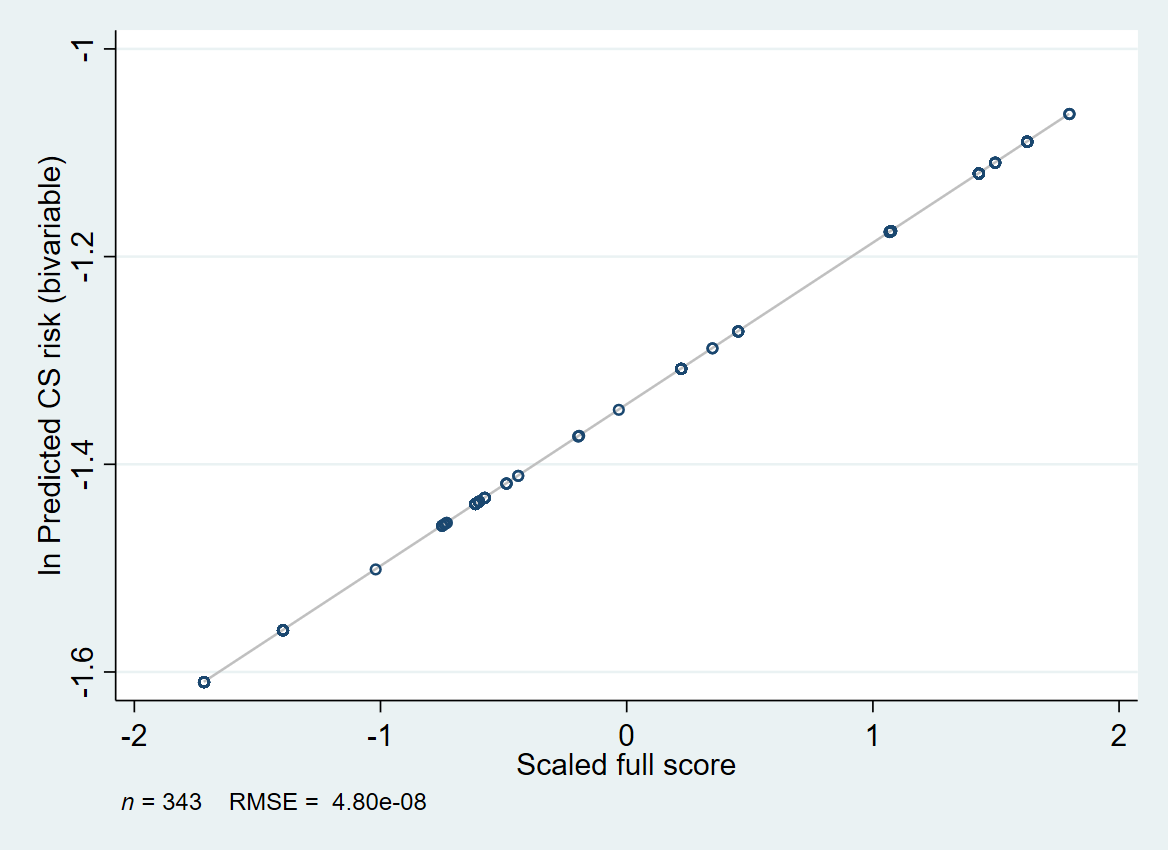 ln Predicted CS risk (bivariable)
-1
-1.2
-1.4
-1.6
-2 -1 0 1 2
Scaled full score
n = 343 RMSE = 4.80e-08